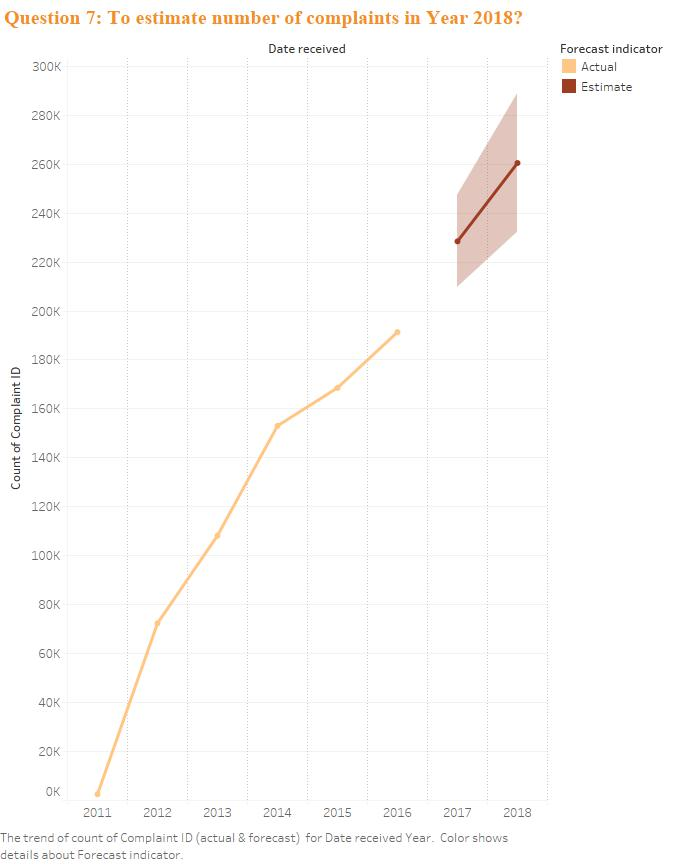 Question 7: To estimate number of complaints in Year 2018?
Date received
Forecast indicator
Actual
Estimate
300K
280K
260K
240K
220K
200K
180K
160K
140K
120K
100K
80K
60K
40K
20K
0K
Count of Complaint ID
2011 2012 2013 2014 2015 2016 2017 2018
The trend of count of Complaint ID (actual & forecast) for Date received Year. Color shows
details about Forecast indicator.